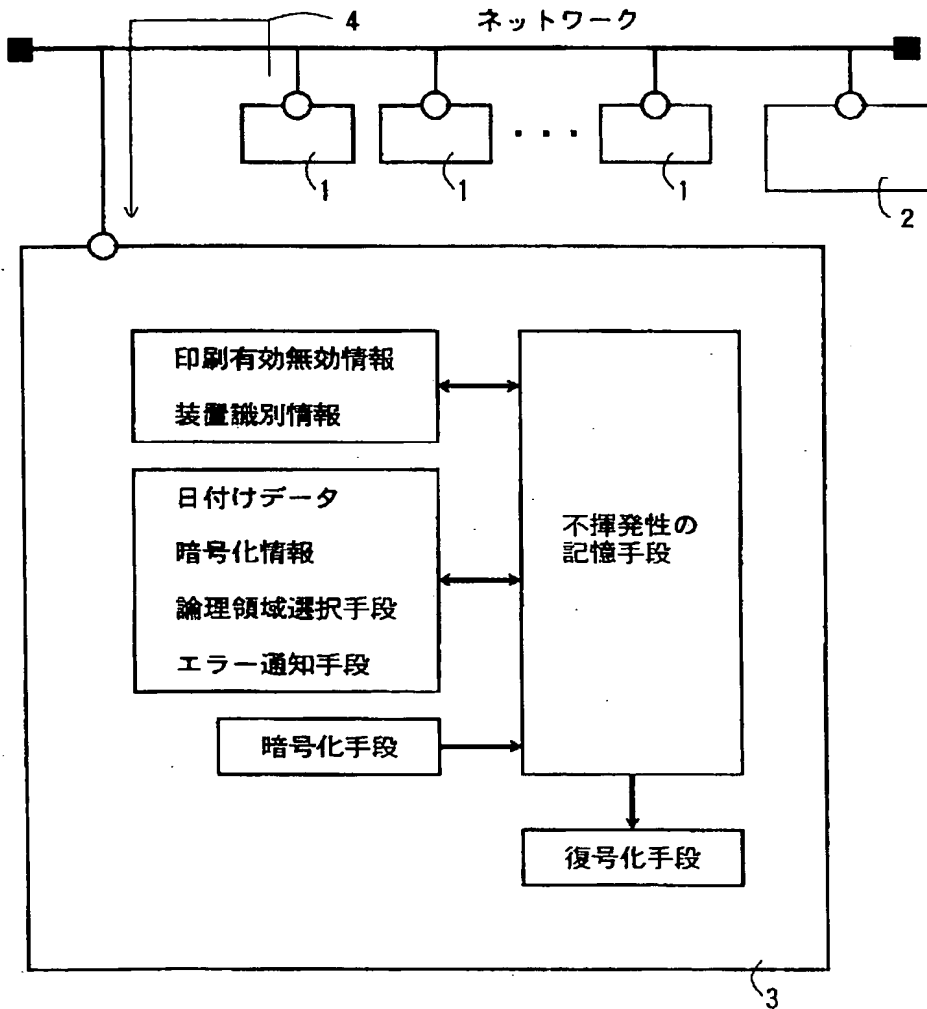 4 ネットワーク
1 1 ・・・ 1 2
印刷有効無効情報
装置識別情報
日付けデータ
暗号化情報
論理領域選択手段
エラー通知手段
不揮発性の
記憶手段
暗号化手段
復号化手段
3